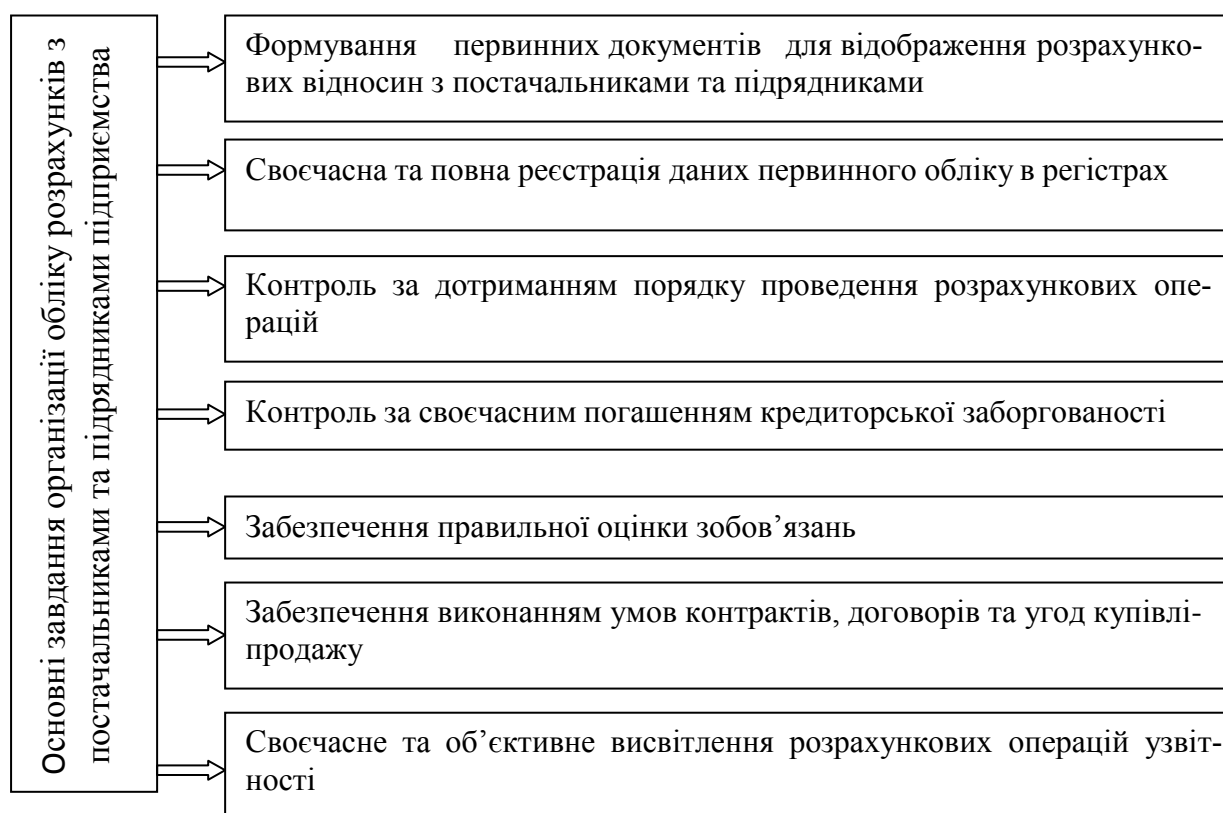 Основні завдання організації обліку розрахунків з
постачальниками та підрядниками підприємства
Формування первинних документів для відображення розрахунко-
вих відносин з постачальниками та підрядниками
Своєчасна та повна реєстрація даних первинного обліку в регістрах
Контроль за дотриманням порядку проведення розрахункових опе-
рацій
Контроль за своєчасним погашенням кредиторської заборгованості
Забезпечення правильної оцінки зобов’язань
Забезпечення виконанням умов контрактів, договорів та угод купівлі-
продажу
Своєчасне та об’єктивне висвітлення розрахункових операцій узвіт-
ності